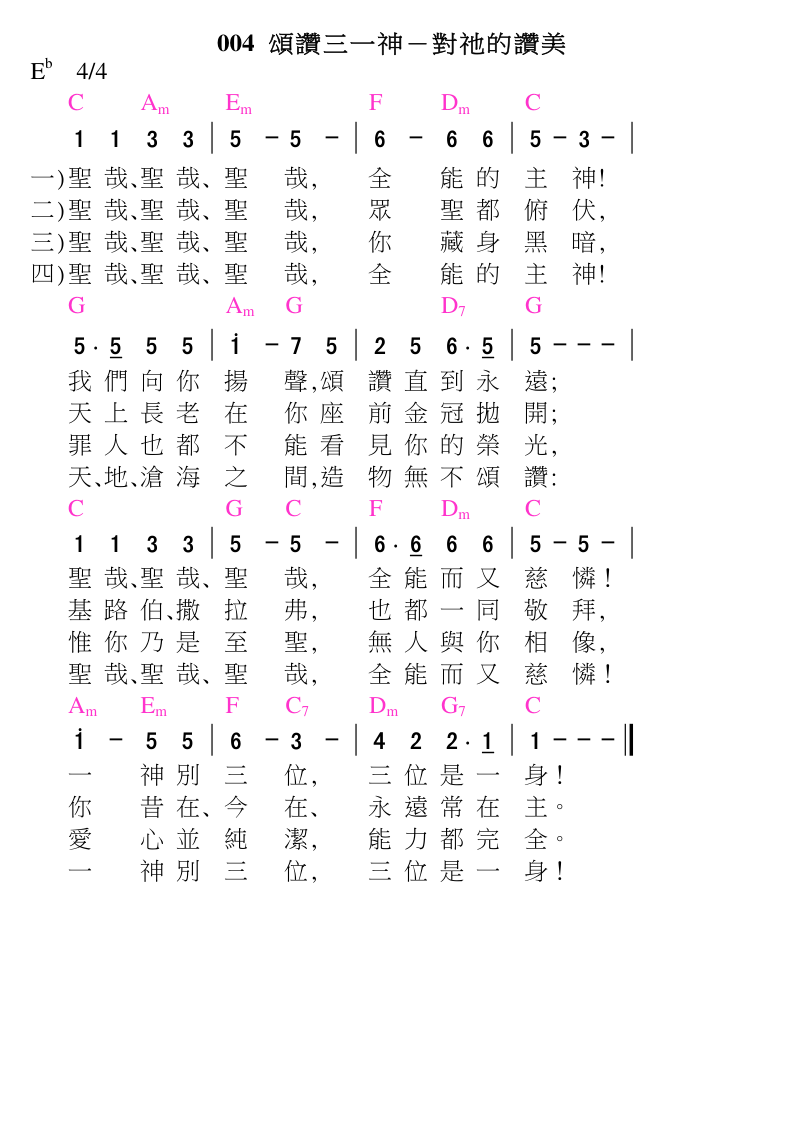 004 頌讚三一神－對祂的讚美
E♭ 4/4
C Am Em F Dm C
1 1 3 3 | 5 - 5 - | 6 - 6 6 | 5 - 3 - |
一)聖哉、聖哉、聖哉, 全能的主神!
二)聖哉、聖哉、聖哉, 眾聖都俯伏,
三)聖哉、聖哉、聖哉, 你藏身黑暗,
四)聖哉、聖哉、聖哉, 全能的主神!
G Am G D7 G
5 · 5 5 5 | 1̇ - 7 5 | 2 5 6 · 5 | 5 - - - |
我們向你揚聲,頌讚直到永遠;
天上長老在你座前金冠拋開;
罪人也都不能看見你的榮光,
天、地、滄海之間,造物無不頌讚:
C G C F Dm C
1 1 3 3 | 5 - 5 - | 6 · 6 6 6 | 5 - 5 - |
聖哉、聖哉、聖哉, 全能而又慈憐!
基路伯、撒拉弗, 也都一同敬拜,
惟你乃是至聖, 無人與你相像,
聖哉、聖哉、聖哉, 全能而又慈憐!
Am Em F C7 Dm G7 C
1̇ - 5 5 | 6 - 3 - | 4 2 2 · 1 | 1 - - - ‖
一神別三位, 三位是一身!
你昔在、今在、永遠常在主。
愛心並純潔, 能力都完全。
一神別三位, 三位是一身!